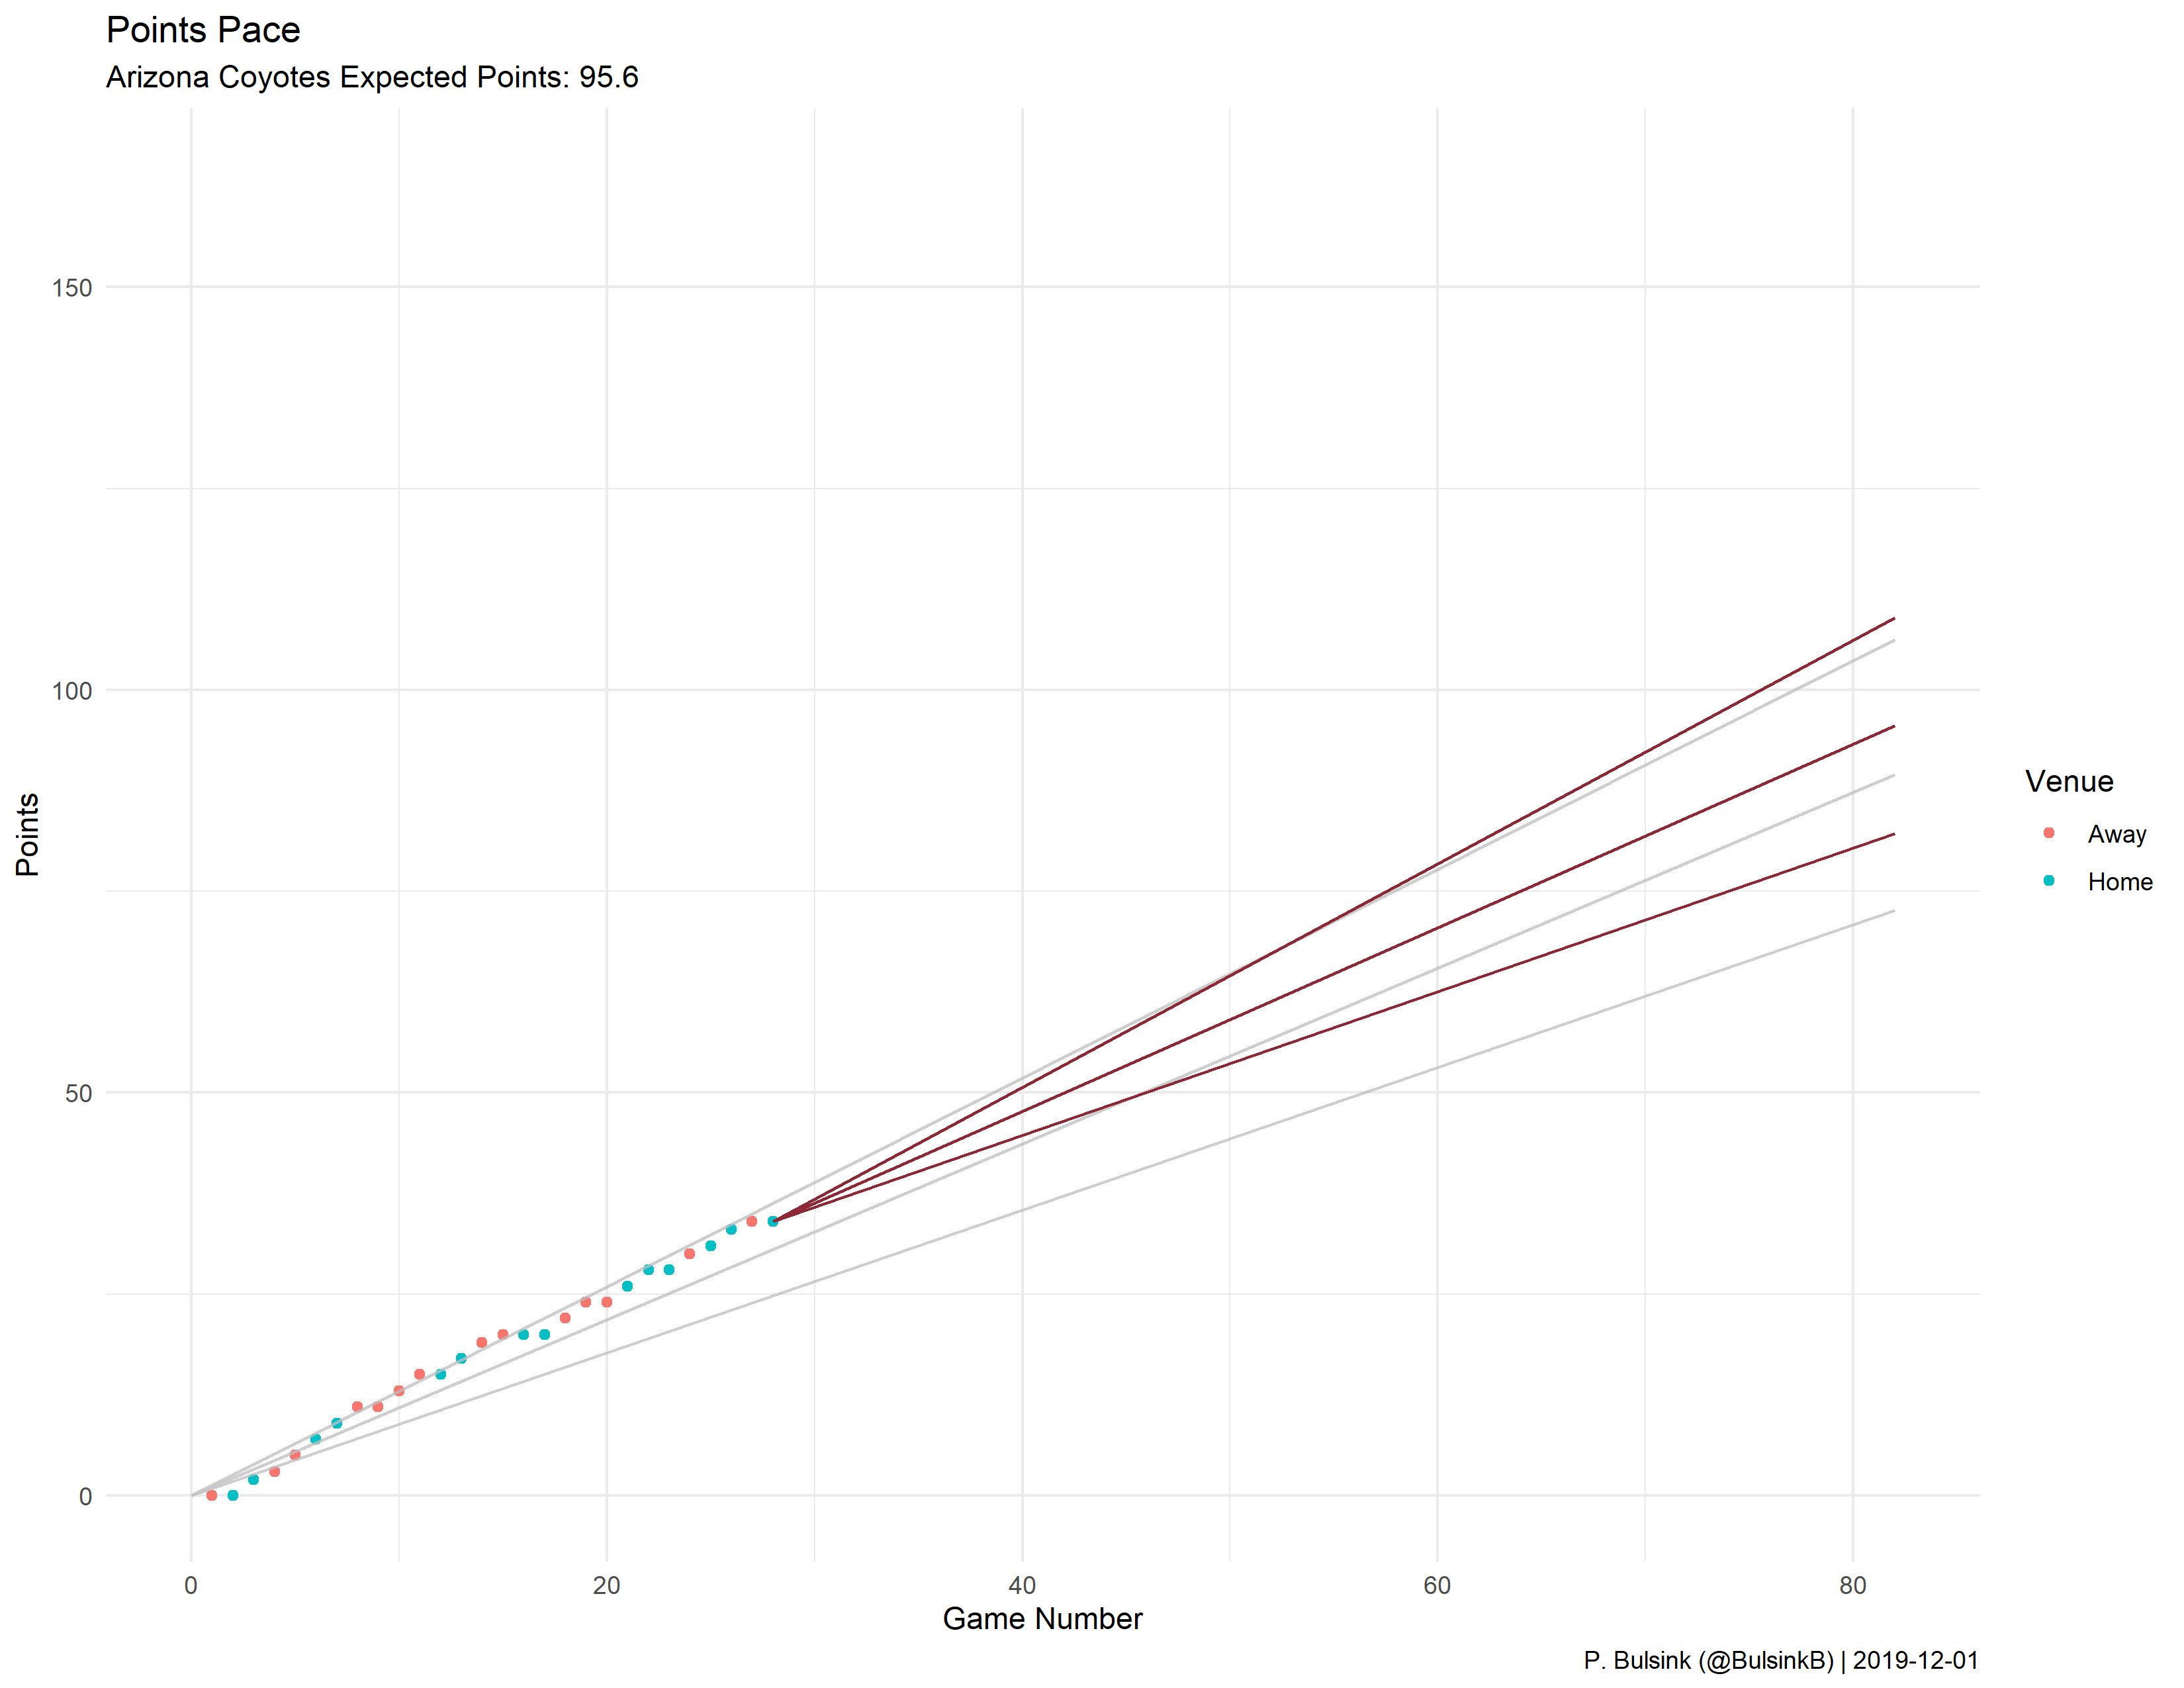 Points Pace
Arizona Coyotes Expected Points: 95.6
150
100
50
0
Points
0 20 40 60 80
Game Number
Venue
Away
Home
P. Bulsink (@BulsinkB) | 2019-12-01